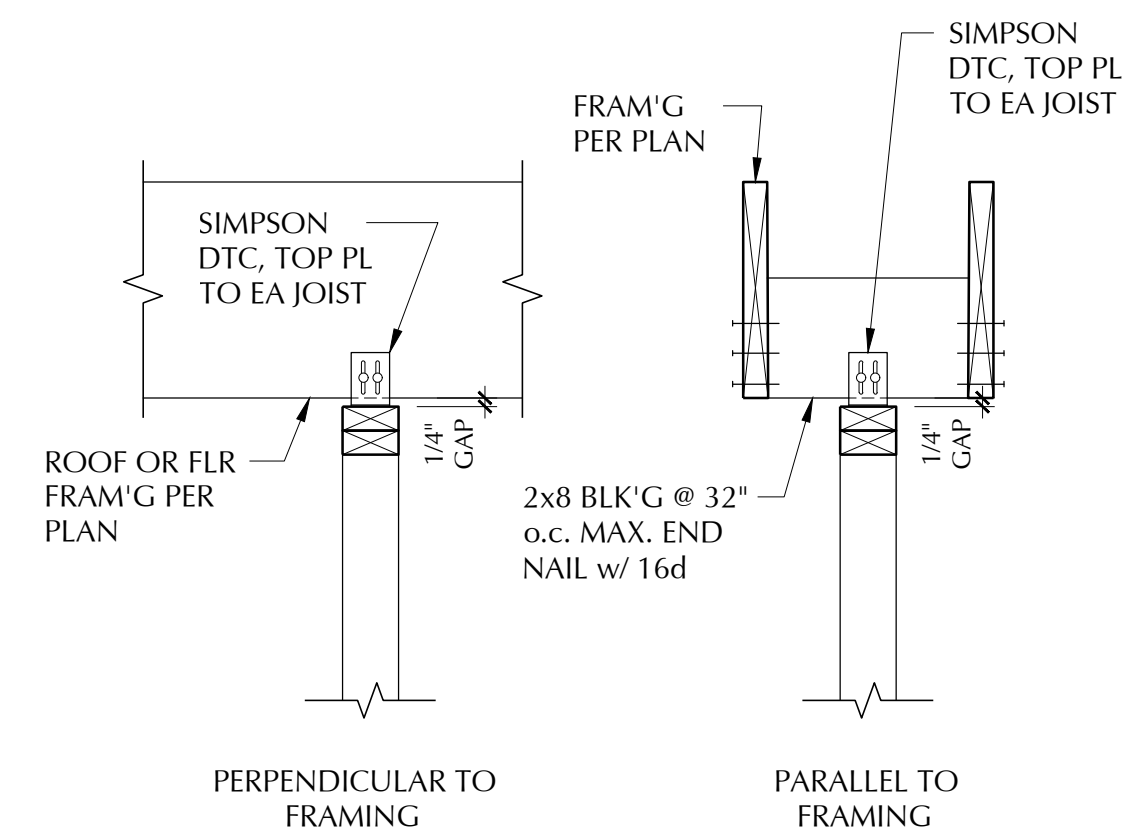 SIMPSON
DTC, TOP PL
TO EA JOIST
1/4"
GAP
ROOF OR FLR
FRAM'G PER
PLAN
PERPENDICULAR TO
FRAMING
SIMPSON
DTC, TOP PL
TO EA JOIST
FRAM'G
PER PLAN
1/4"
GAP
2x8 BLK'G @ 32"
o.c. MAX. END
NAIL w/ 16d
PARALLEL TO
FRAMING